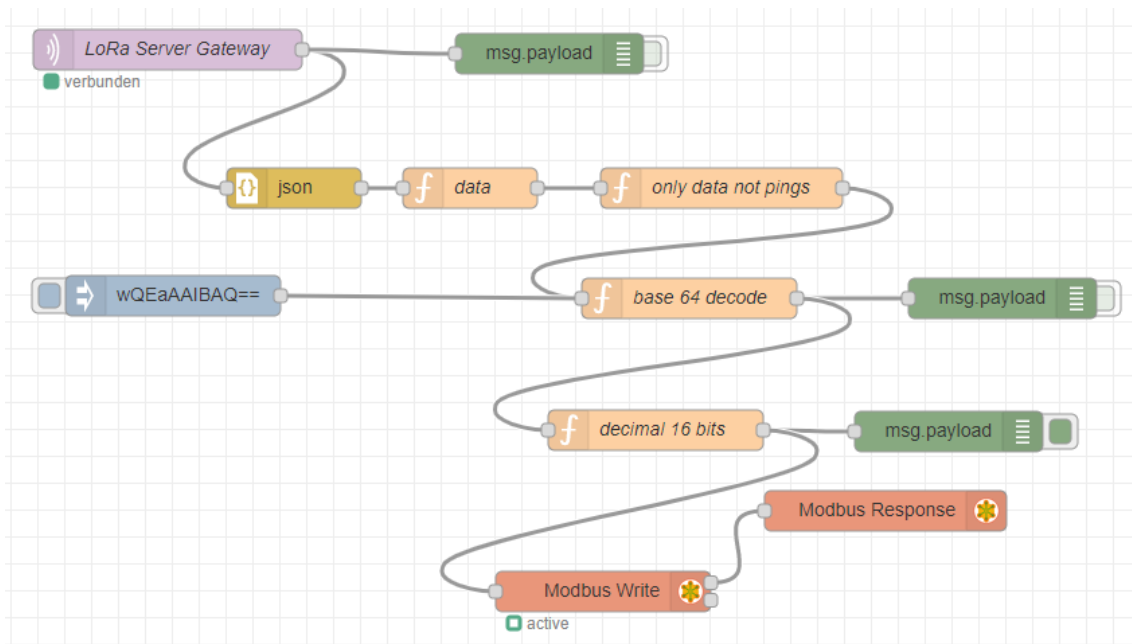 LoRa Server Gateway
msg.payload
verbunden
json
data
only data not pings
wQEaAAIBAQ==
base 64 decode
msg.payload
decimal 16 bits
msg.payload
Modbus Response
Modbus Write
active